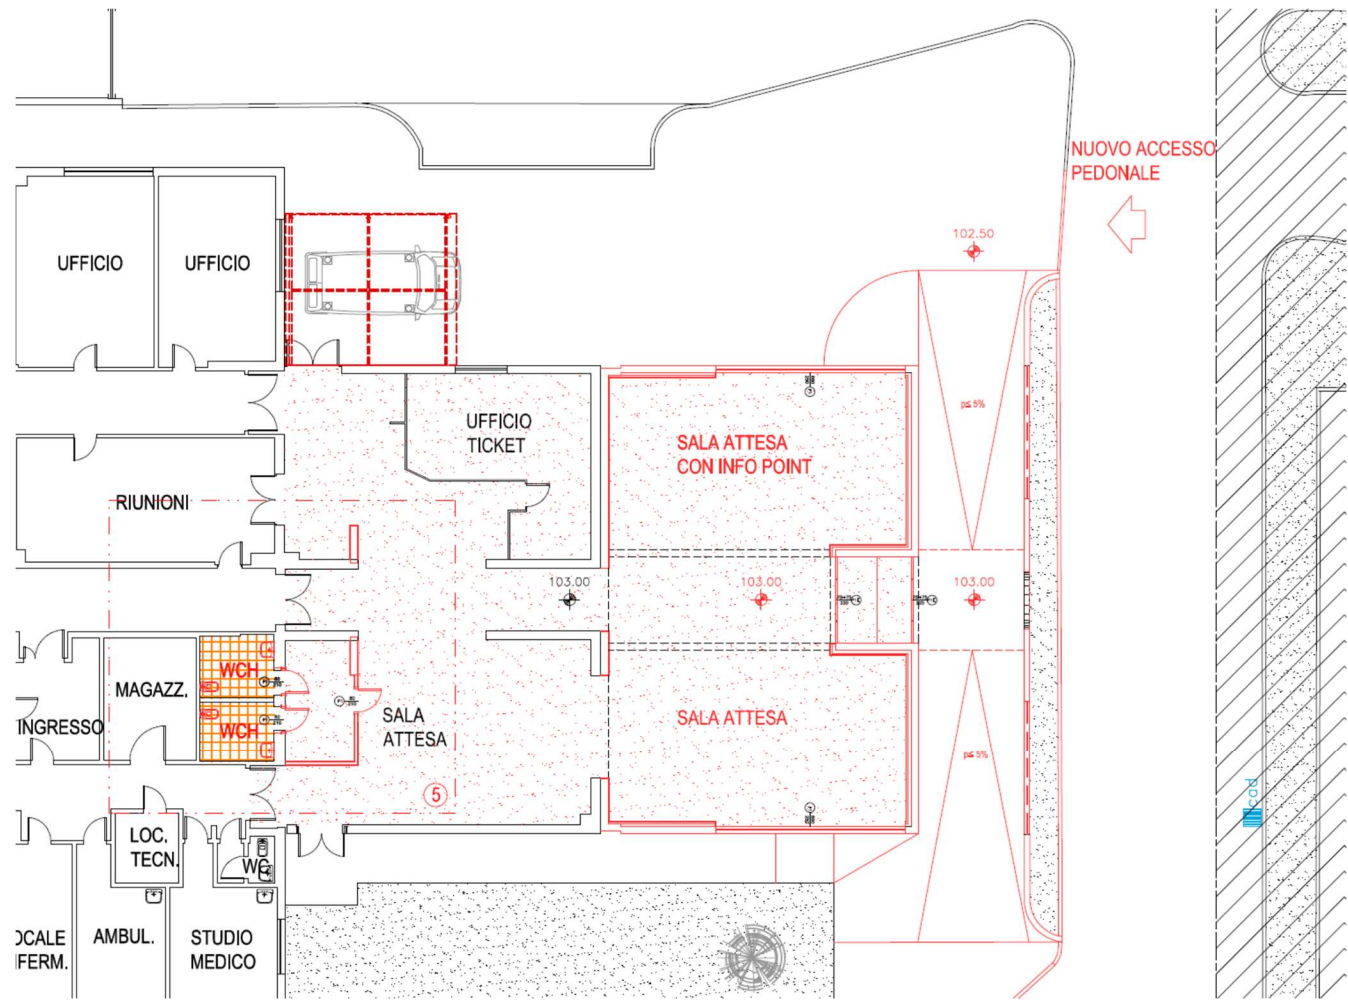 NUOVO ACCESSO
PEDONALE
102.50
UFFICIO
UFFICIO
UFFICIO
TICKET
SALA ATTESA
CON INFO POINT
p≤ 5%
RIUNIONI
103.00
103.00
103.00
WCH
MAGAZZ.
WCH
INGRESSO
SALA
ATTESA
SALA ATTESA
p≤ 5%
5
cad
LOC.
TECN.
WC
OCALE
IFERM.
AMBUL.
STUDIO
MEDICO